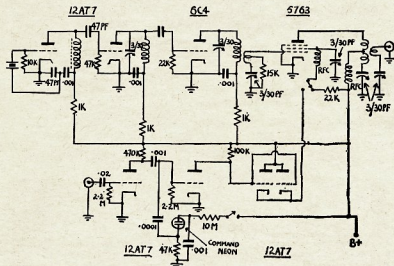 12AT7
6C4
5763
47PF
3/30
3/30
10K
47PF
.001
47K
.001
22K
.001
15K
3/30PF
RFC
3/30PF
RFC
22K
3/30PF
1K
1K
1K
470K
.001
100K
.02
2.2M
2.2M
.0001
10M
COMMAND
NEON
47K
.001
12AT7
12AT7
B+